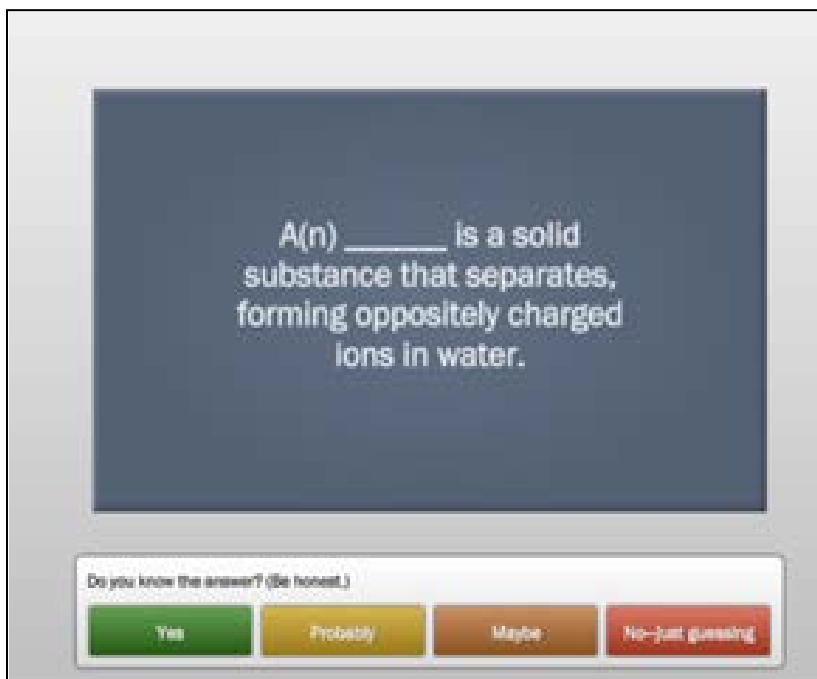 A(n) ______ is a solid
substance that separates,
forming oppositely charged
ions in water.
Do you know the answer? (Be honest.)
Yes
Probably
Maybe
No—just guessing